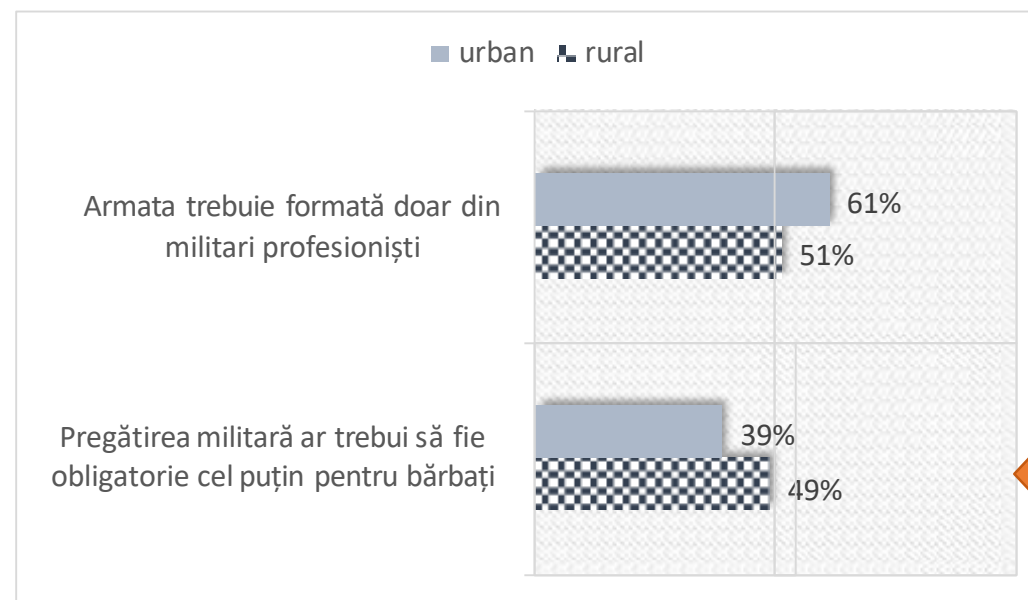 urban rural
Armata trebuie formată doar din
militari profesioniști
61%
51%
Pregătirea militară ar trebui să fie
obligatorie cel puțin pentru bărbați
39%
49%